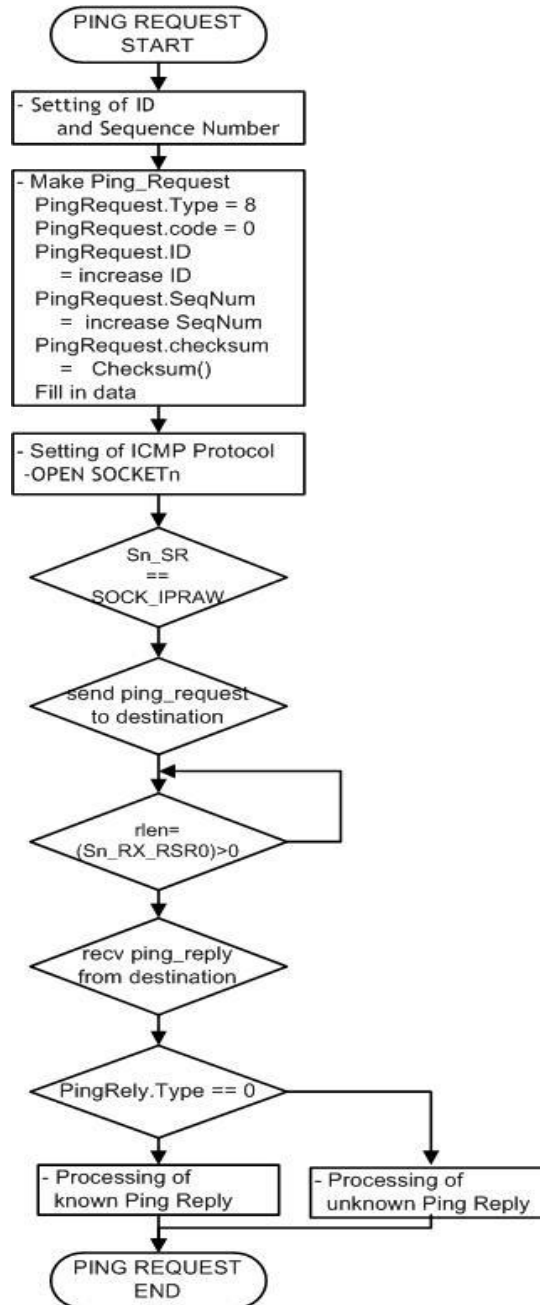 PING REQUEST
START
- Setting of ID
and Sequence Number
- Make Ping_Request
PingRequest.Type = 8
PingRequest.code = 0
PingRequest.ID
= increase ID
PingRequest.SeqNum
= increase SeqNum
PingRequest.checksum
= Checksum()
Fill in data
- Setting of ICMP Protocol
-OPEN SOCKETn
Sn_SR
==
SOCK_IPRAW
send ping_request
to destination
rlen=
(Sn_RX_RSR0)>0
recv ping_reply
from destination
PingRely.Type == 0
- Processing of
known Ping Reply
- Processing of
unknown Ping Reply
PING REQUEST
END